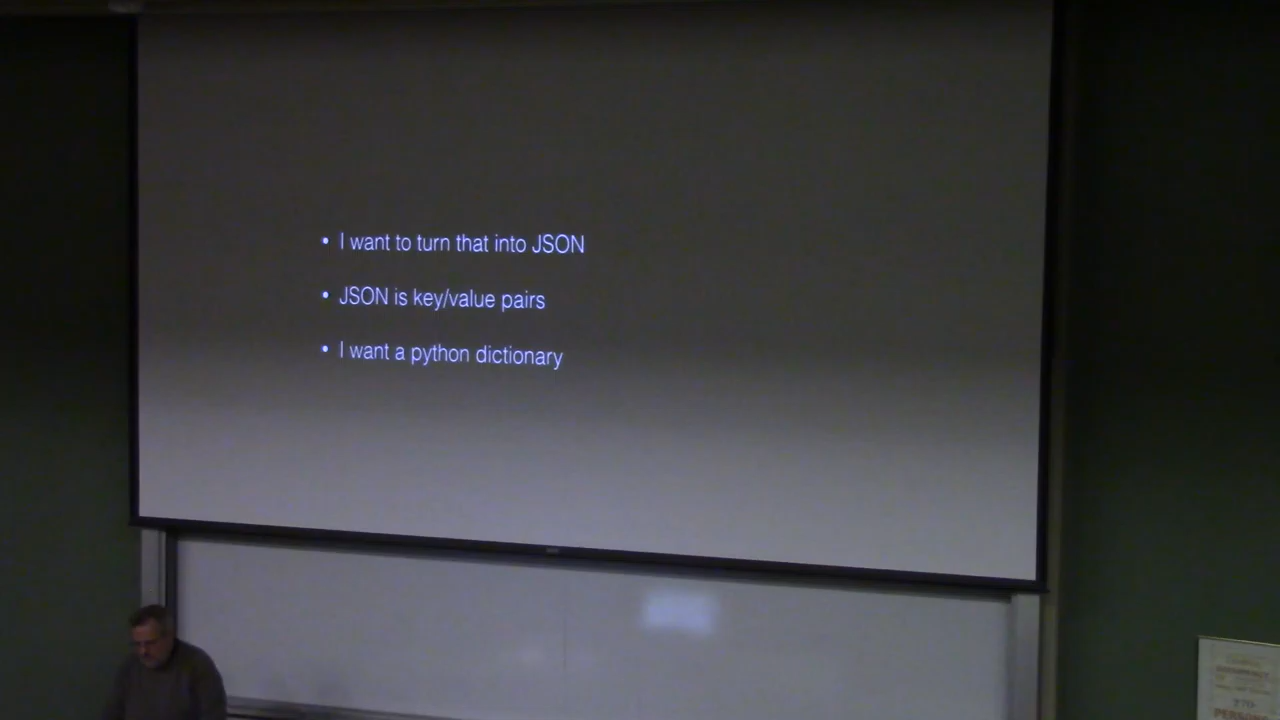 • I want to turn that into JSON
• JSON is key/value pairs
• I want a python dictionary